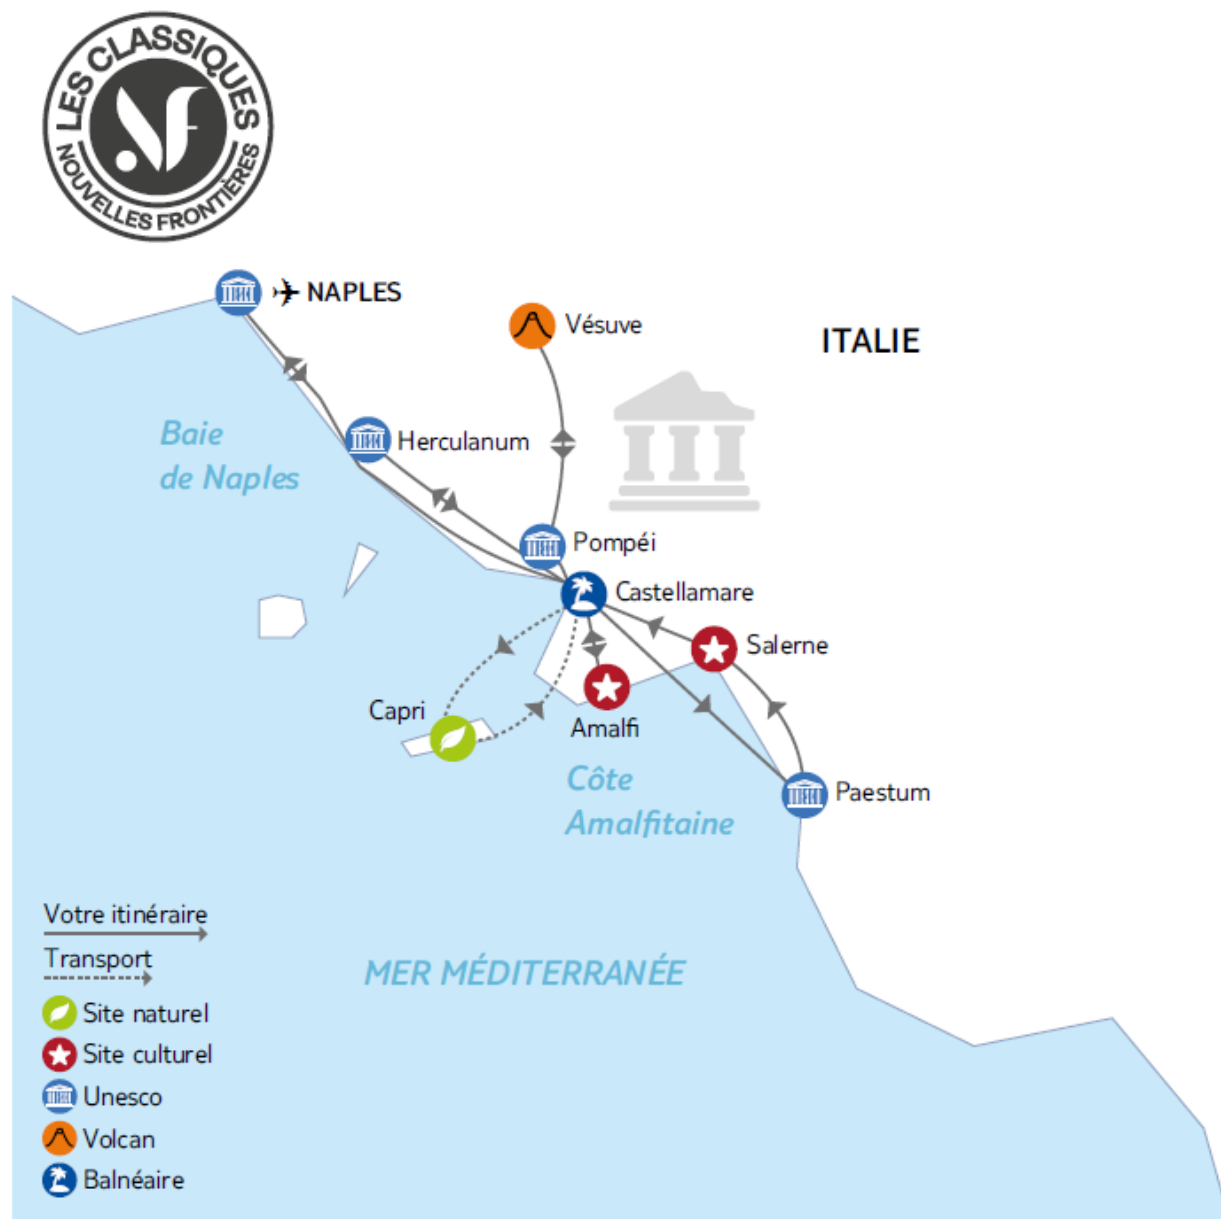 LES CLASSIQUES
NOUVELLES FRONTIÈRES
NAPLES
Vésuve
ITALIE
Baie
de Naples
Herculanum
Pompéi
Castellamare
Salerne
Capri
Amalfi
Côte
Amalfitaine
Paestum
MER MÉDITERRANÉE
Votre itinéraire
Transport
Site naturel
Site culturel
Unesco
Volcan
Balnéaire